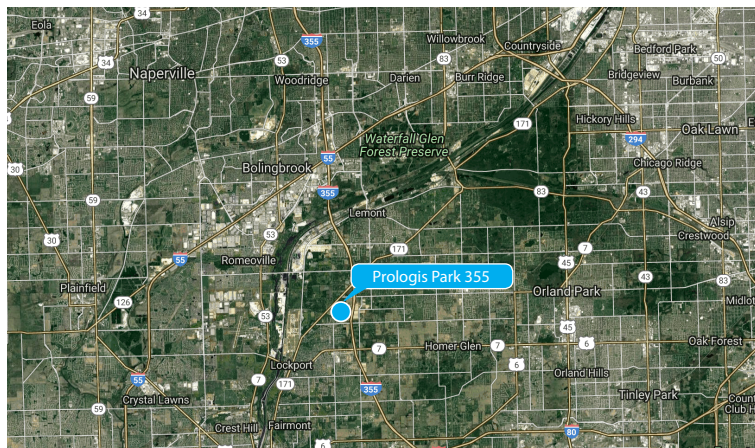 Eola
34
34
Naperville
59
53
Woodridge
355
Darien
Willowbrook
83
Burr Ridge
Countryside
Bedford Park
50
Bridgeview
Burbank
171
Hickory Hills
Oak Lawn
294
Chicago Ridge
Waterfall Glen
Forest Preserve
55
Bolingbrook
355
30
59
53
Lemont
83
43
Alsip
Crestwood
30
55
Romeoville
171
7
45
Prologis Park 355
Plainfield
126
53
Orland Park
43
83
Midlot
45
6
Oak Forest
7
Homer Glen
6
Lockport
7
171
Orland Hills
55
Crystal Lawns
355
Tinley Park
59
Crest Hill
Fairmont
6
80
Count
Club H